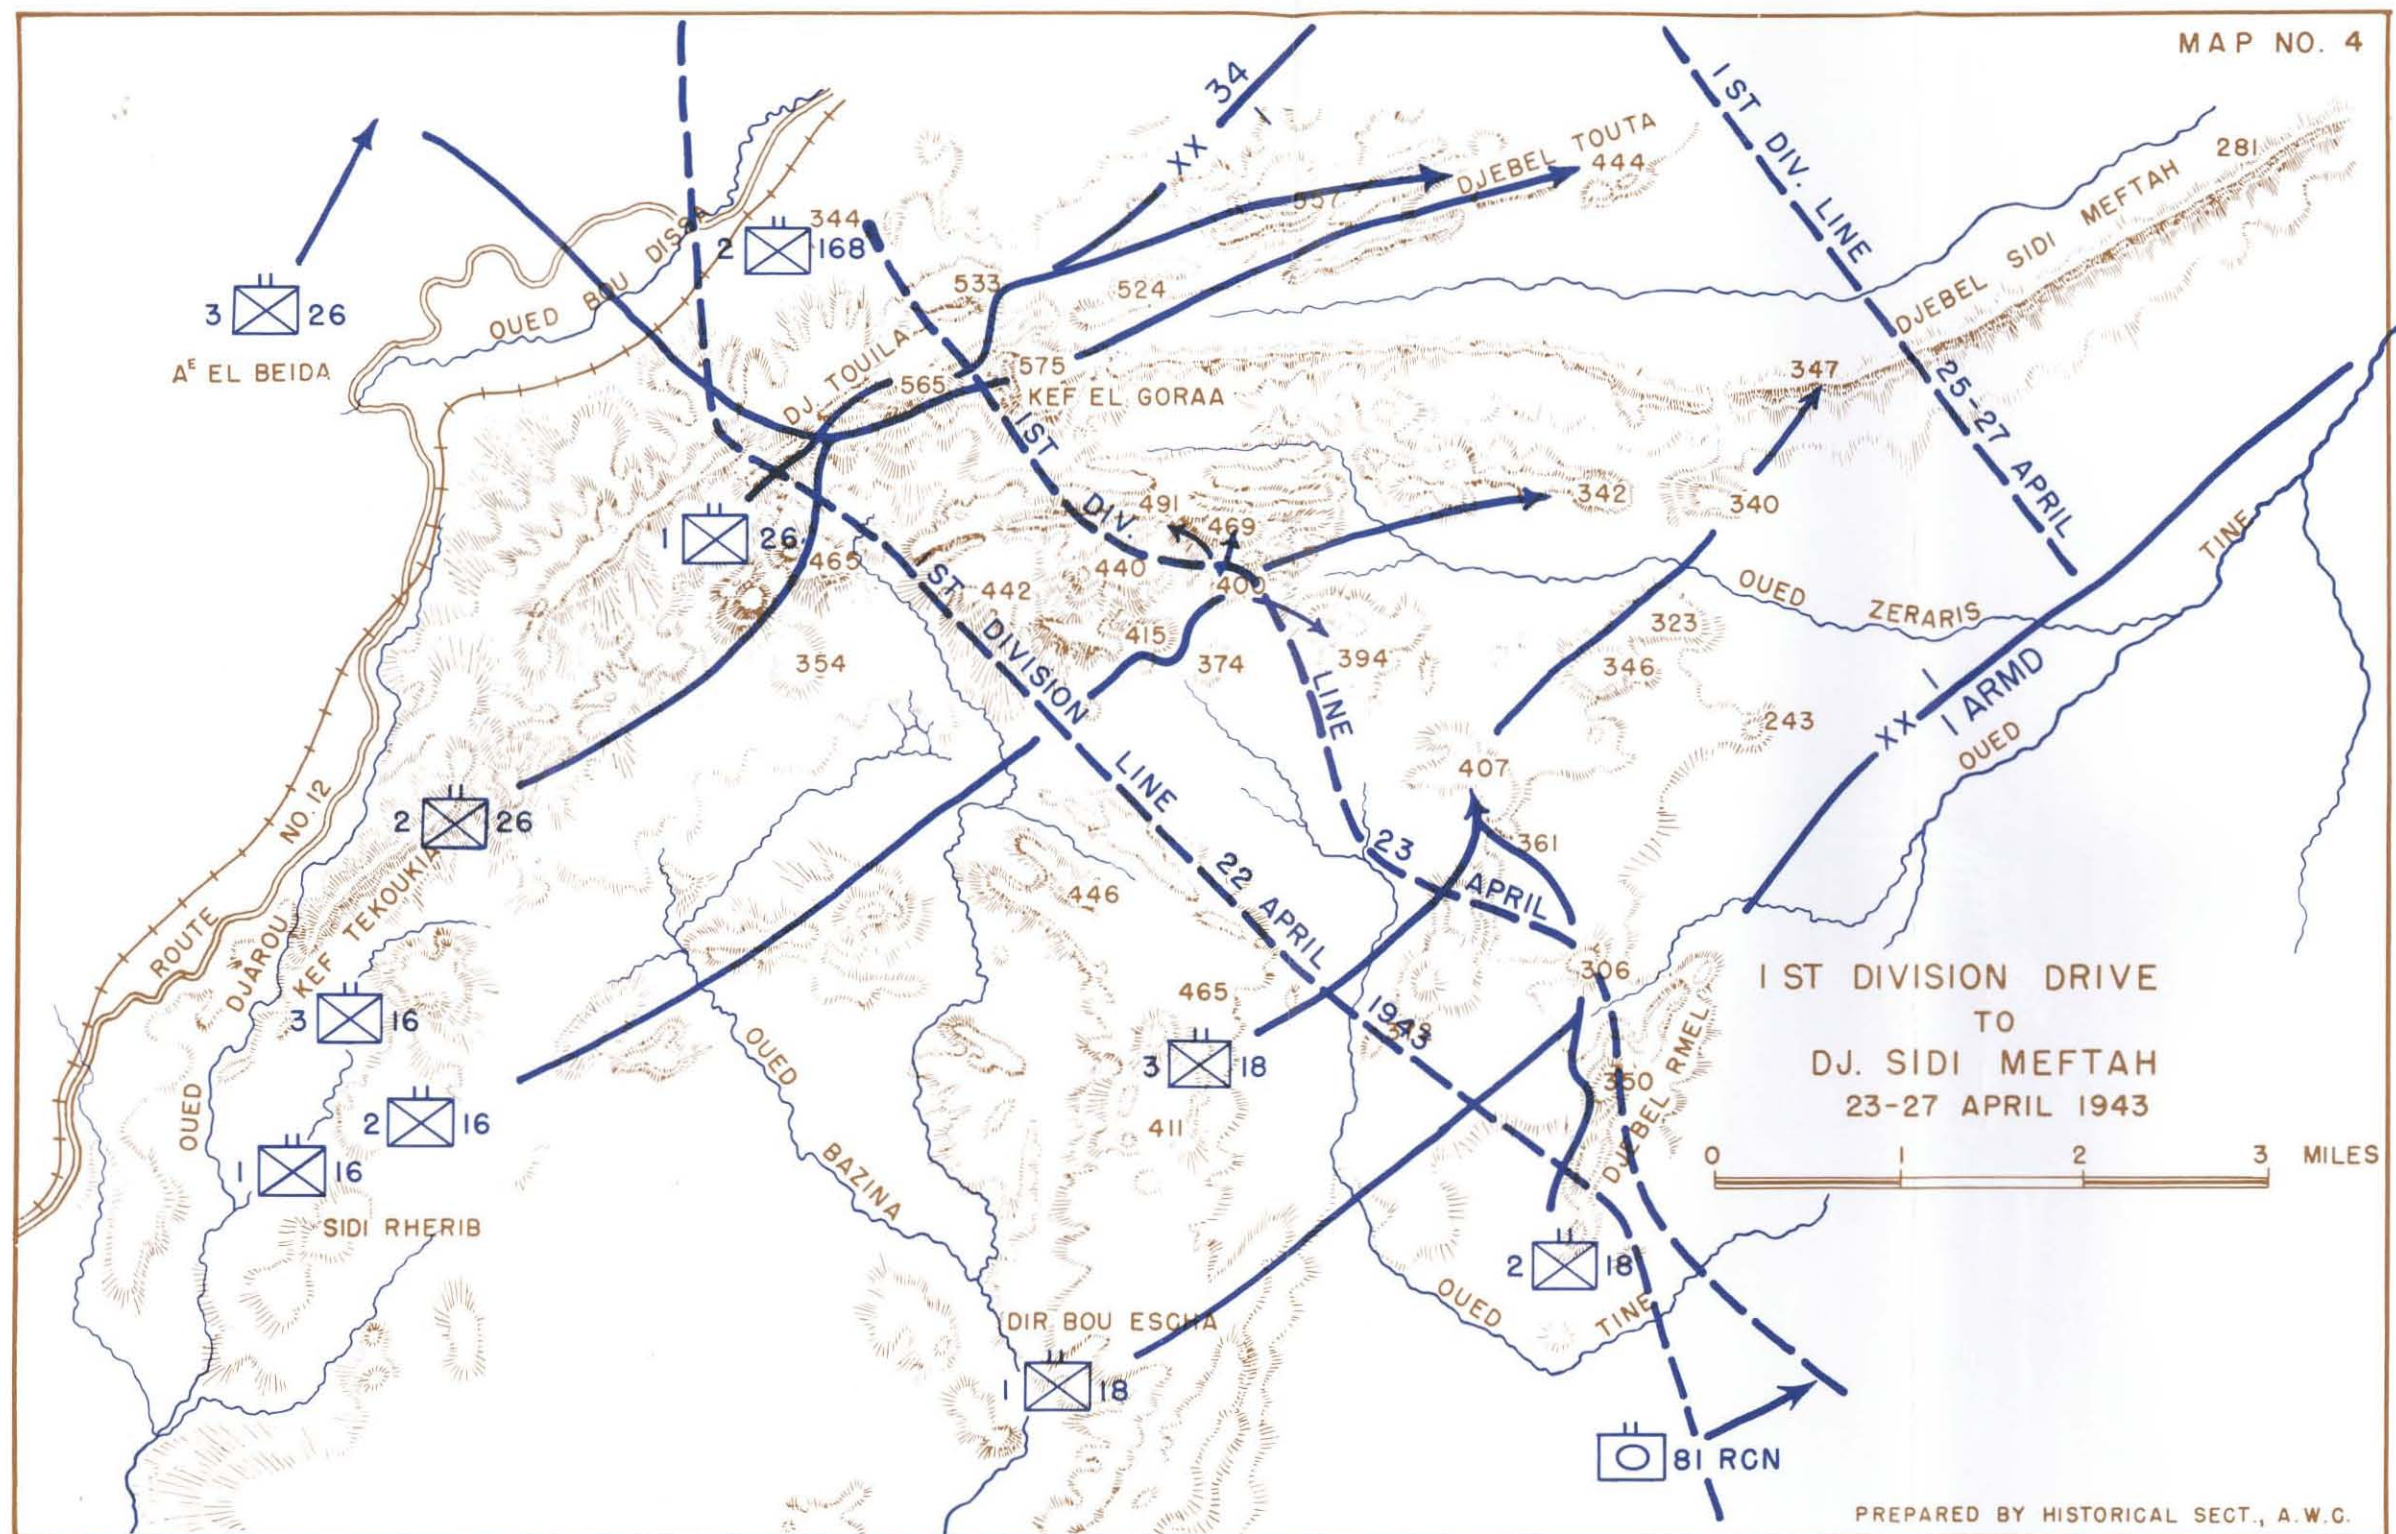 MAP NO. 4
34
XX
1
1ST DIV. LINE
25-27 APRIL
DJEBEL TOUTA
444
281
DJEBEL SIDI MEFTAH
557
344
2 168
OUED BOU DISSA
3 26
AE EL BEIDA
533
524
DJ. TOUILA
565
575
KEF EL GORAA
347
1ST DIV. LINE
23 APRIL
491
469
342
340
1 26
465
442
440
400
415
374
394
354
OUED ZERARIS
323
346
243
OUED TINE
XX
1
1 ARMD
1ST DIVISION LINE 22 APRIL 1943
407
361
2 26
KEF TEKOUKIA
ROUTE NO. 12
OUED DJAROU
446
306
465
3 16
2 16
1 16
SIDI RHERIB
OUED BAZINA
3 18
411
350
DJEBEL RMEL
1ST DIVISION DRIVE
TO
DJ. SIDI MEFTAH
23-27 APRIL 1943
0 1 2 3 MILES
2 18
OUED TINE
DIR BOU ESCHA
1 18
81 RCN
PREPARED BY HISTORICAL SECT., A.W.C.